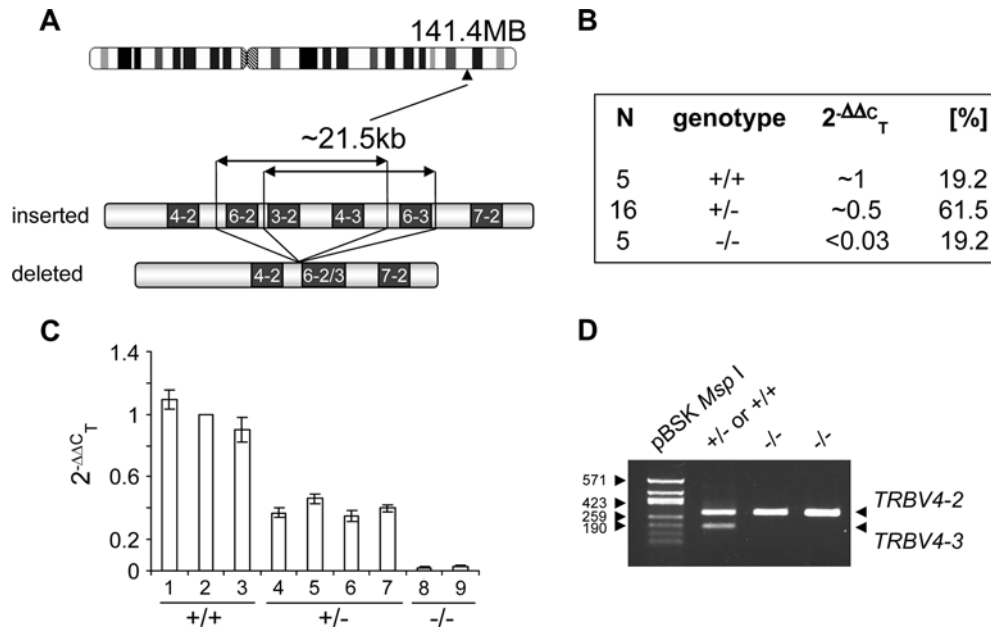 A
141.4MB
~21.5kb
inserted
4-2 6-2 3-2 4-3 6-3 7-2
deleted
4-2 6-2/3 7-2
B
N genotype 2-ΔΔCT [%]
5 +/+ ~1 19.2
16 +/- ~0.5 61.5
5 -/- <0.03 19.2
C
2-ΔΔCT
1.4
1
0.6
0.2
0
1 2 3 4 5 6 7 8 9
+/+ +/- -/-
D
pBSK Msp I
+/- or +/+
-/-
-/-
571
423
259
190
TRBV4-2
TRBV4-3